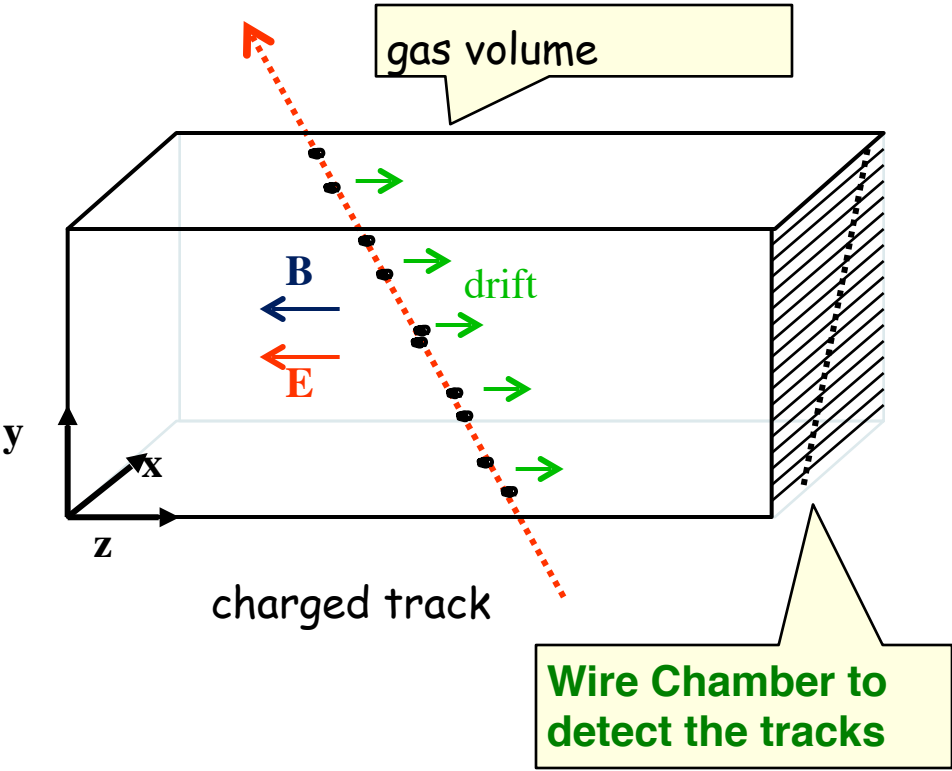 gas volume
B
drift
E
y
x
z
charged track
Wire Chamber to
detect the tracks